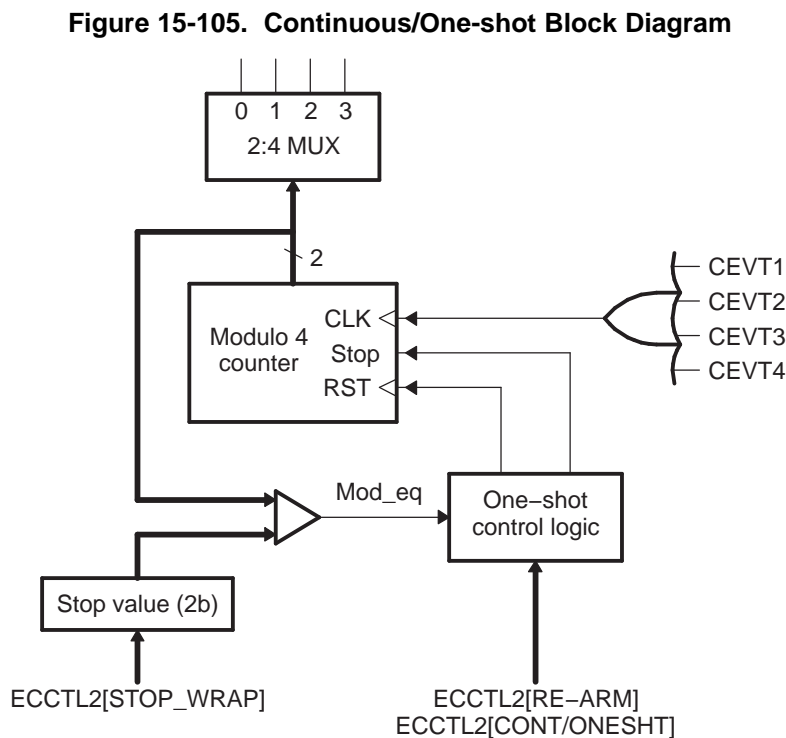 Figure 15-105. Continuous/One-shot Block Diagram
0 1 2 3
2:4 MUX
2
Modulo 4
counter
CLK
Stop
RST
CEVT1
CEVT2
CEVT3
CEVT4
Mod_eq
One−shot
control logic
Stop value (2b)
ECCTL2[STOP_WRAP]
ECCTL2[RE−ARM]
ECCTL2[CONT/ONESHT]